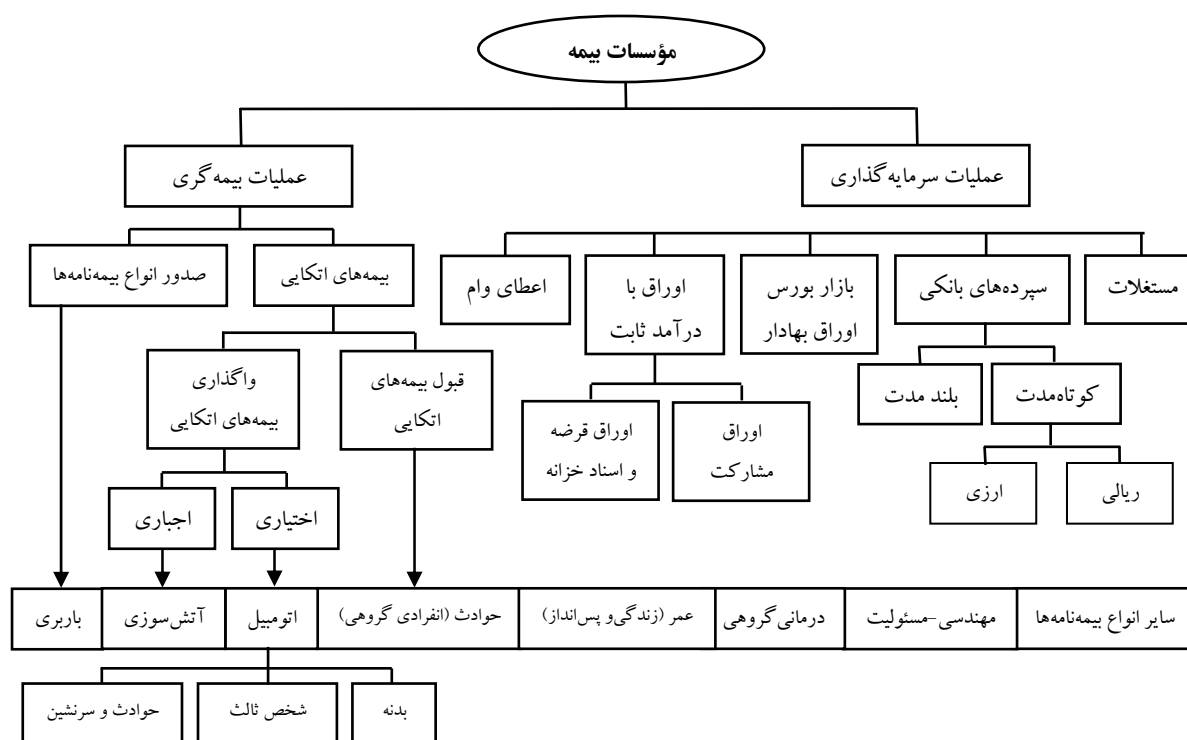 مؤسسات بیمه
عملیات سرمایه‌گذاری
عملیات بیمه‌گری
مستغلات
سپرده‌های بانکی
بازار بورس
اوراق بهادار
اوراق با
درآمد ثابت
اعطای وام
بیمه‌های اتکایی
صدور انواع بیمه‌نامه‌ها
کوتاه‌مدت
بلند مدت
اوراق
مشارکت
اوراق قرضه
و اسناد خزانه
قبول بیمه‌های
اتکایی
واگذاری
بیمه‌های اتکایی
ریالی
ارزی
اختیاری
اجباری
سایر انواع بیمه‌نامه‌ها
مهندسی-مسئولیت
درمانی گروهی
عمر (زندگی و پس‌انداز)
حوادث (انفرادی گروهی)
اتومبیل
آتش‌سوزی
باربری
بدنه
شخص ثالث
حوادث و سرنشین